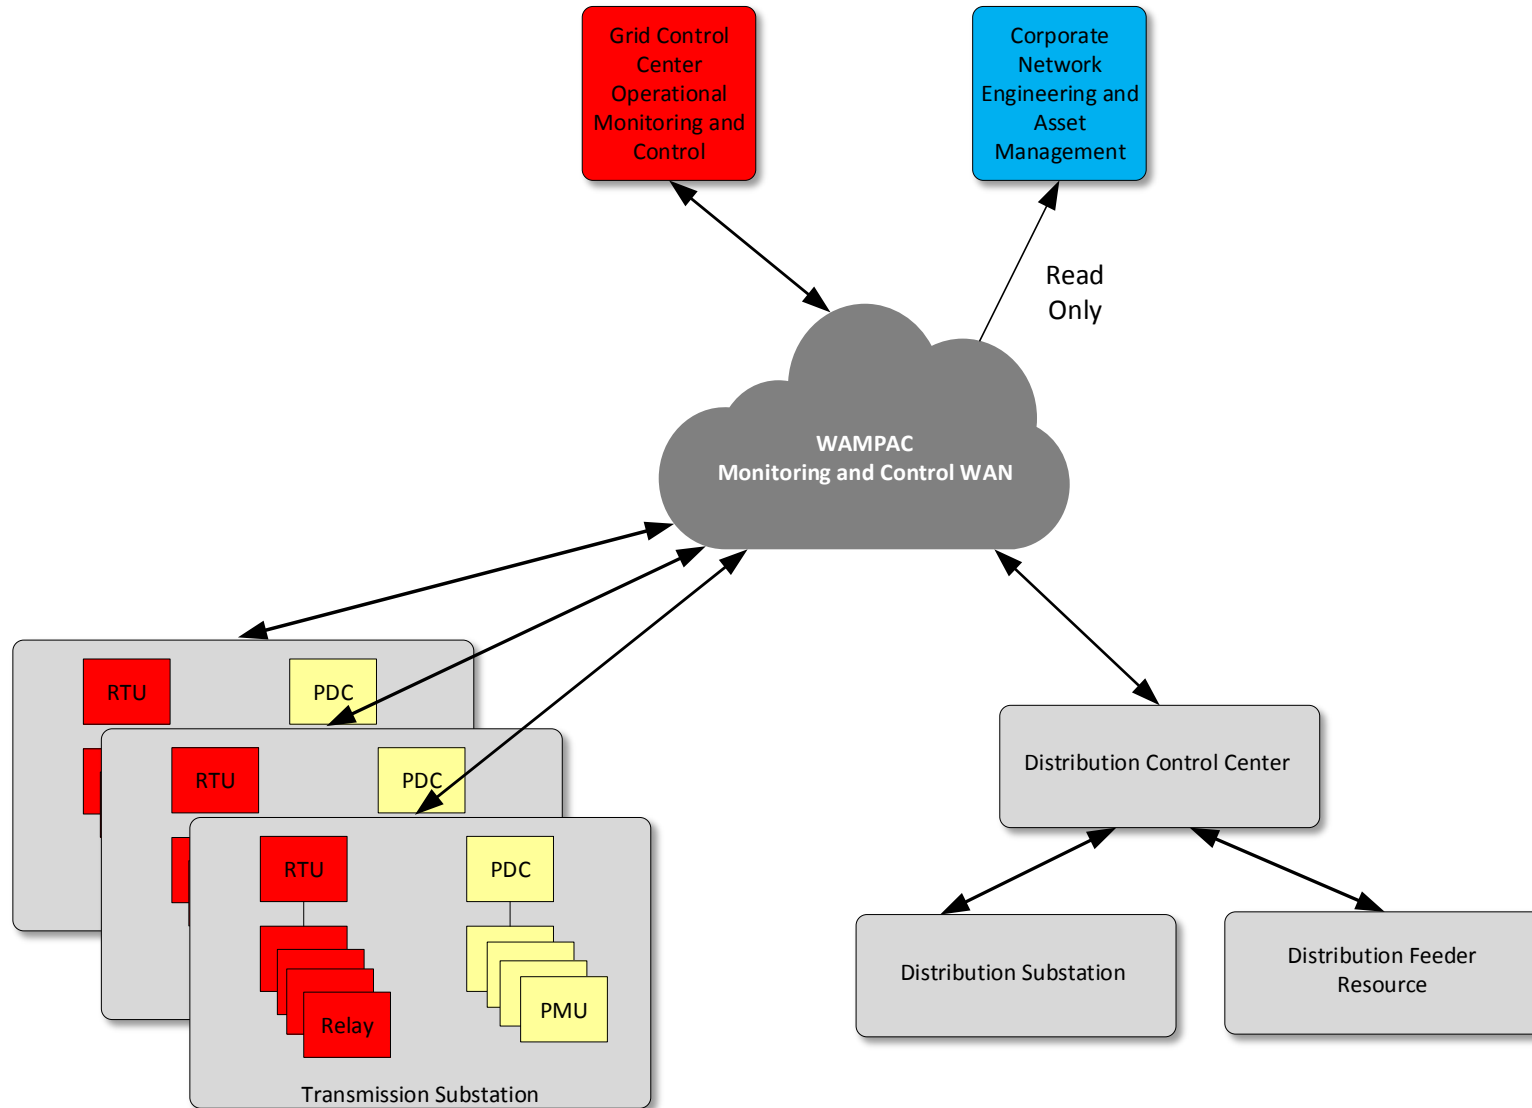 Grid Control
Center
Operational
Monitoring and
Control
Corporate
Network
Engineering and
Asset
Management
Read
Only
WAMPAC
Monitoring and Control WAN
RTU
PDC
RTU
PDC
RTU
PDC
Relay
PMU
Transmission Substation
Distribution Control Center
Distribution Substation
Distribution Feeder
Resource